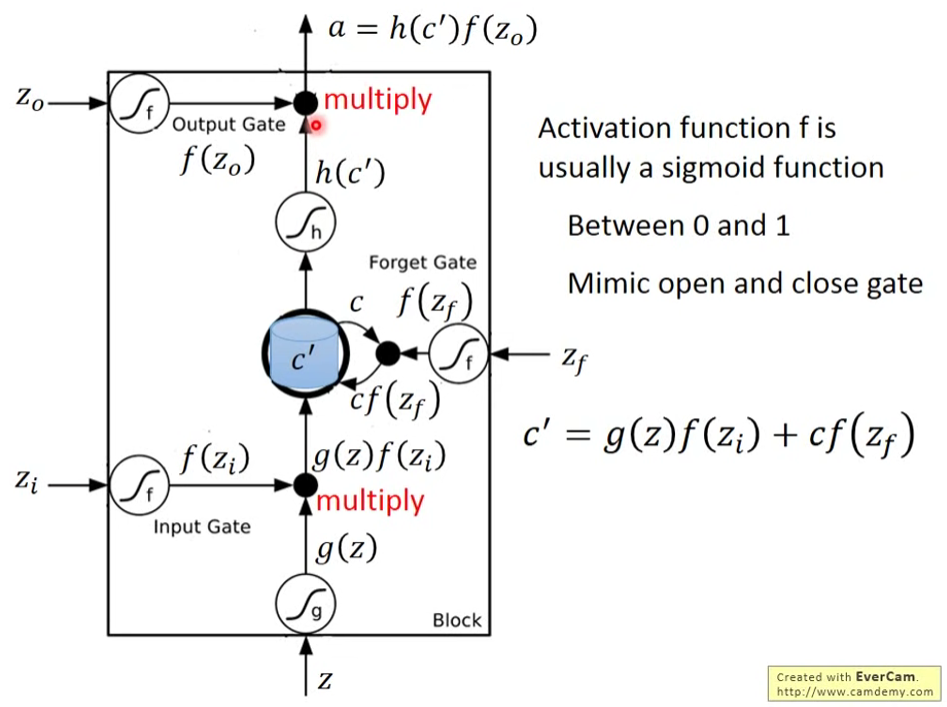 a = h(c′)f(z_o)
z_o
f
multiply
Output Gate
f(z_o)
h(c′)
h
Activation function f is
usually a sigmoid function
Between 0 and 1
Mimic open and close gate
Forget Gate
c
f(z_f)
c′
f
z_f
cf(z_f)
c′ = g(z)f(z_i) + cf(z_f)
z_i
f
f(z_i)
g(z)f(z_i)
multiply
Input Gate
g(z)
g
Block
z
Created with EverCam.
http://www.camdemy.com